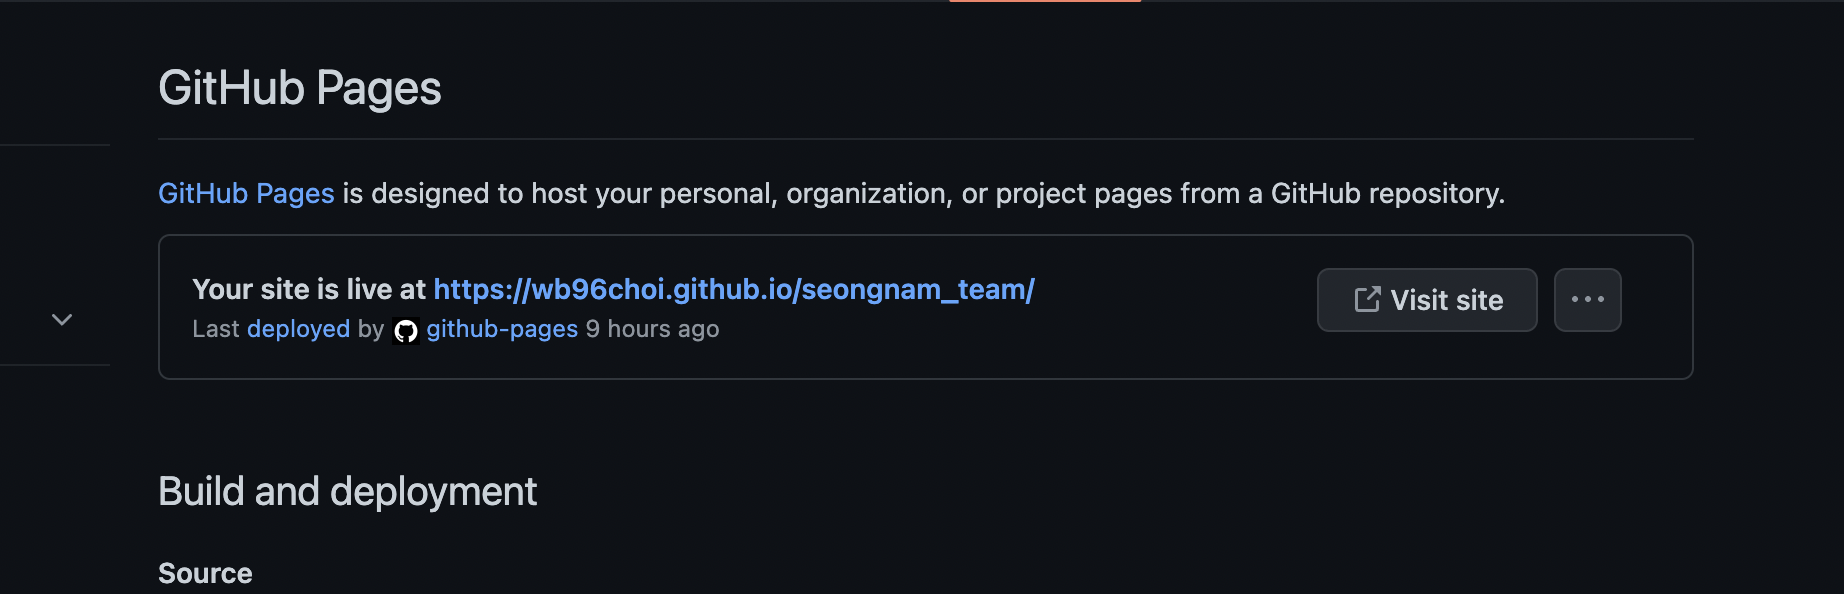 GitHub Pages
GitHub Pages is designed to host your personal, organization, or project pages from a GitHub repository.
Your site is live at https://wb96choi.github.io/seongnam_team/
Last deployed by github-pages 9 hours ago
Visit site
Build and deployment
Source